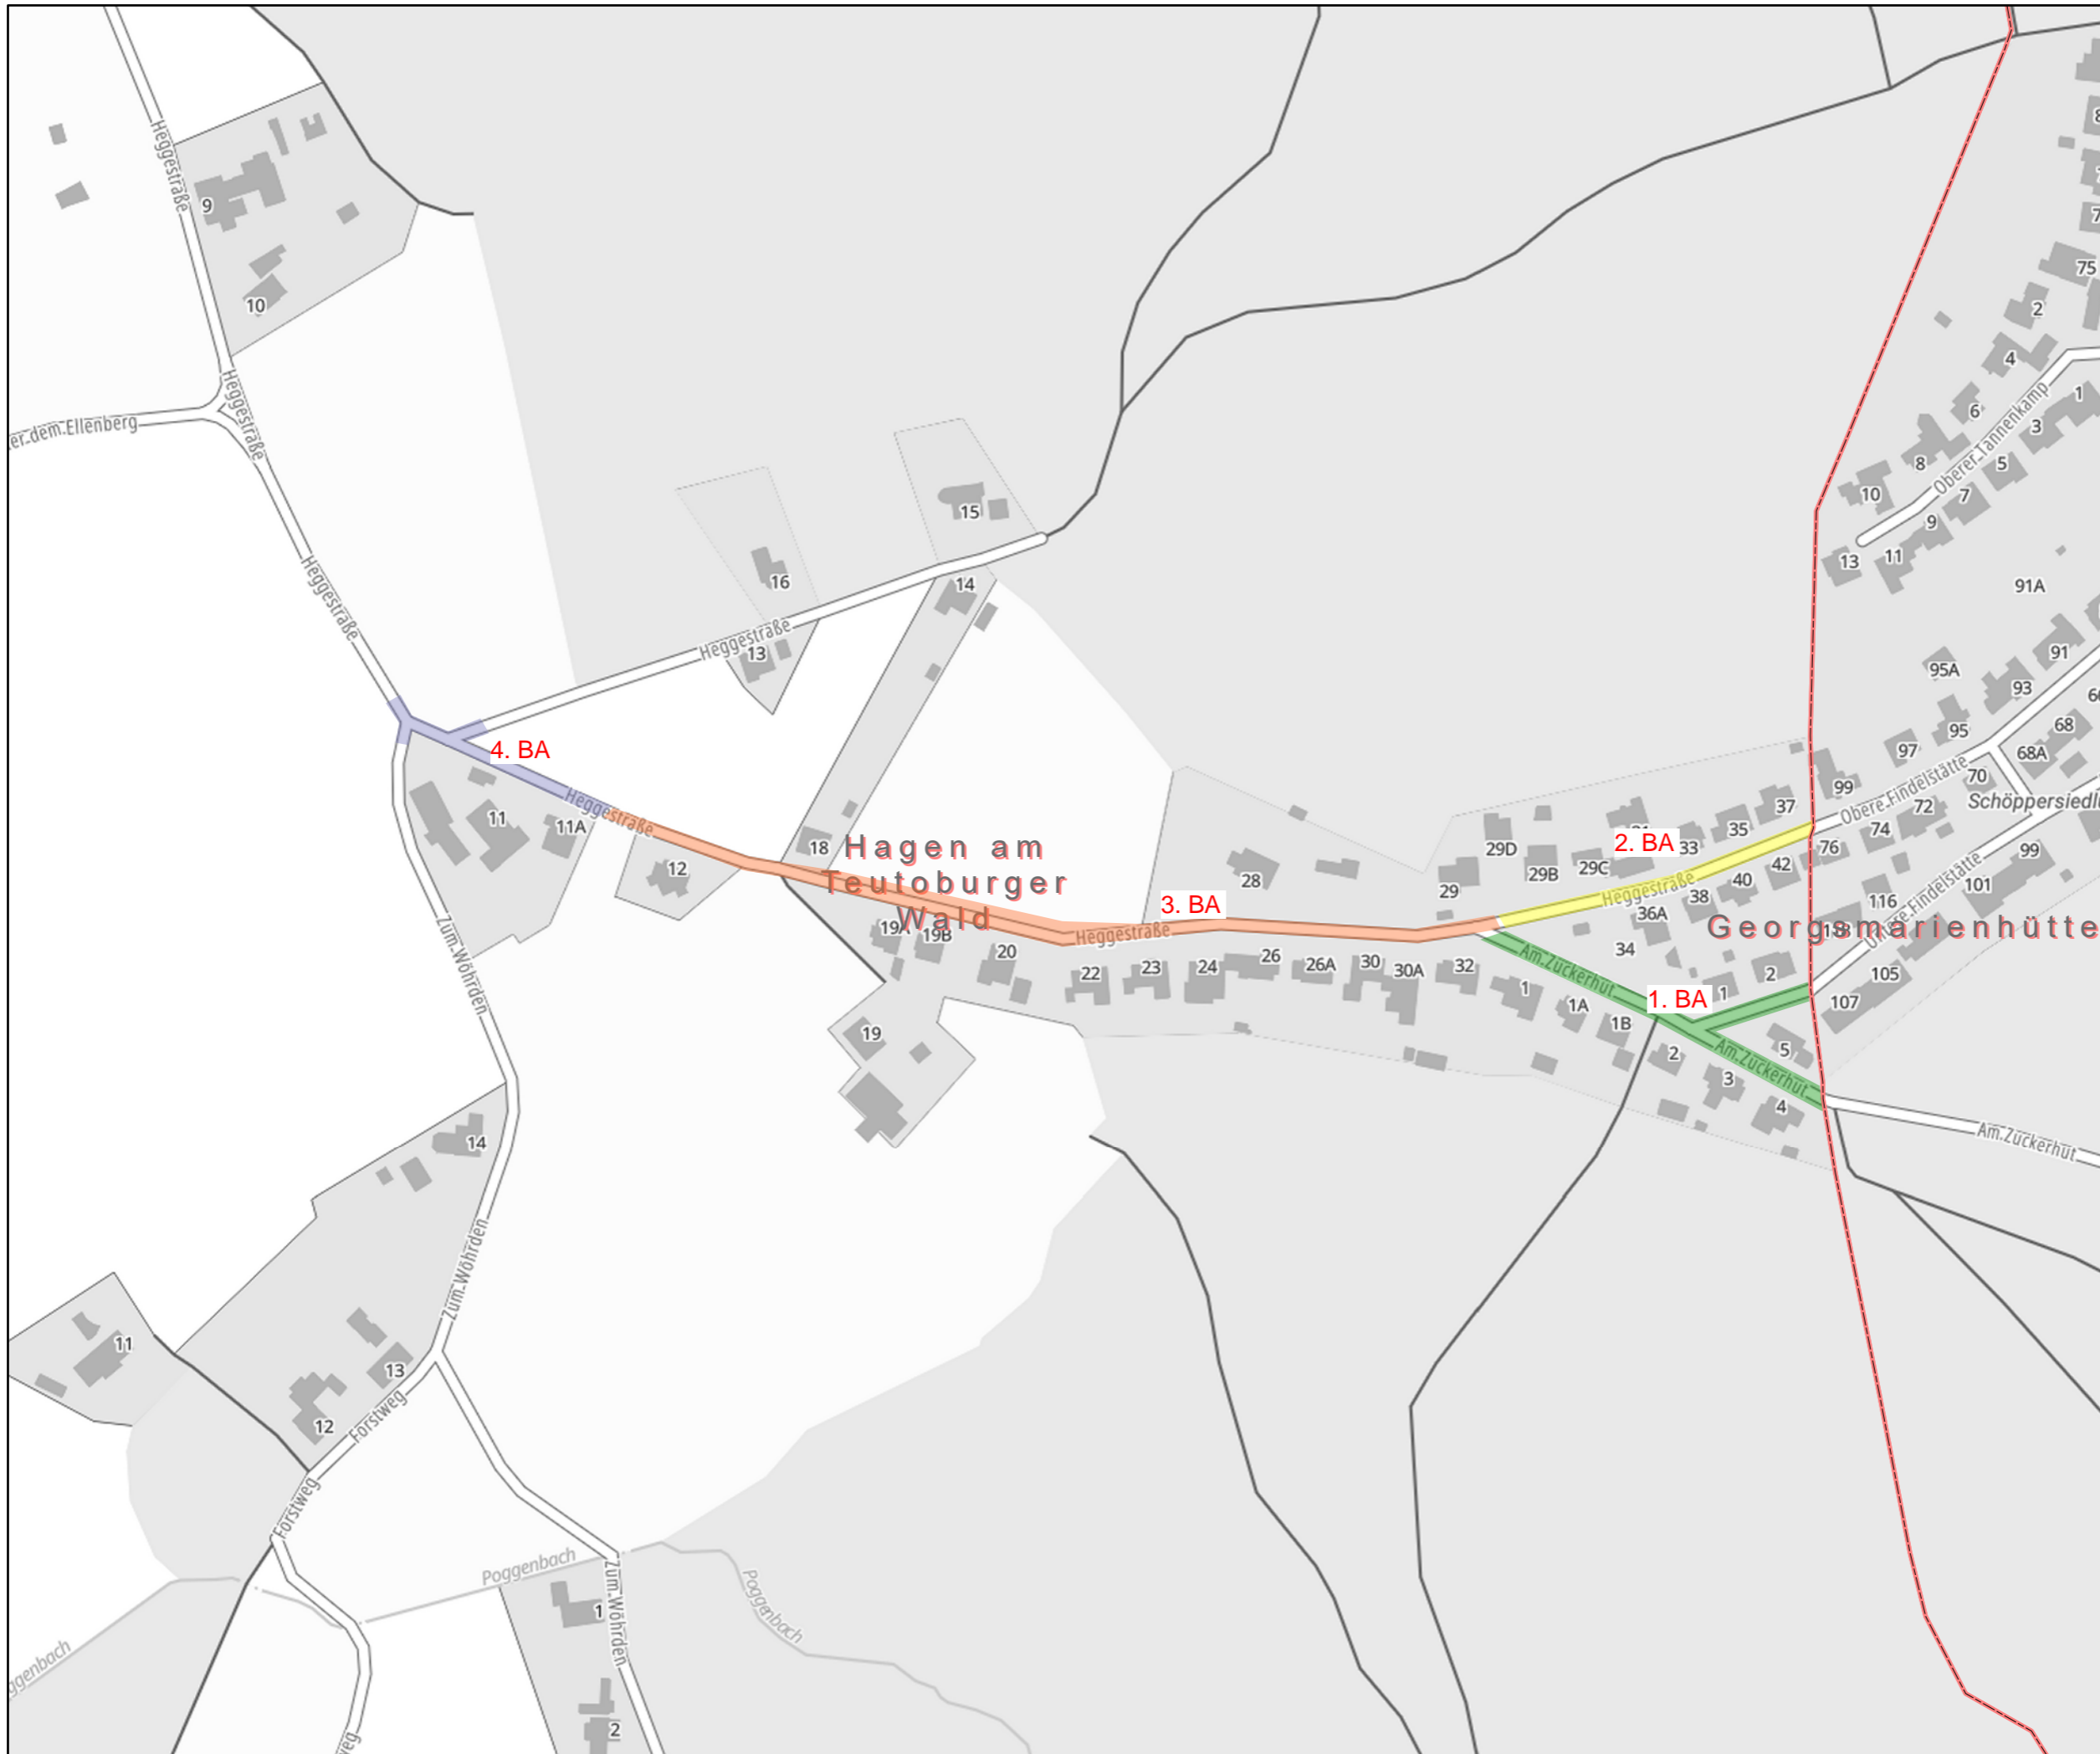 Heggestraße
9
10
Heggestraße
er-dem-Ellenberg
Heggestraße
75
2
4
1
6
3
Oberer-Tannenkamp
8
5
10
7
9
13
11
91A
15
16
14
Heggestraße
13
91
95A
93
95
68
68A
97
70
Obere-Findelstätte
99
72
Schöppersiedlu
74
76
4. BA
11
11A
Heggestraße
12
18
Hagen am
Teutoburger
Wald
19A
19B
20
28
3. BA
Heggestraße
22
23
24
26
26A
30
30A
32
29
29D
29B
29C
2. BA
33
35
37
Heggestraße
36A
38
40
42
34
Georgsmarienhütte
116
101
99
105
107
Am-Zuckerhut
1. BA
1
2
1
1A
1B
2
3
4
5
Am-Zuckerhut
Am-Zuckerhut
19
Zum-Wöhrden
14
Zum-Wöhrden
11
13
12
Forstweg
Forstweg
Poggenbach
Poggenbach
Zum-Wöhrden
1
2
ggenbach
weg